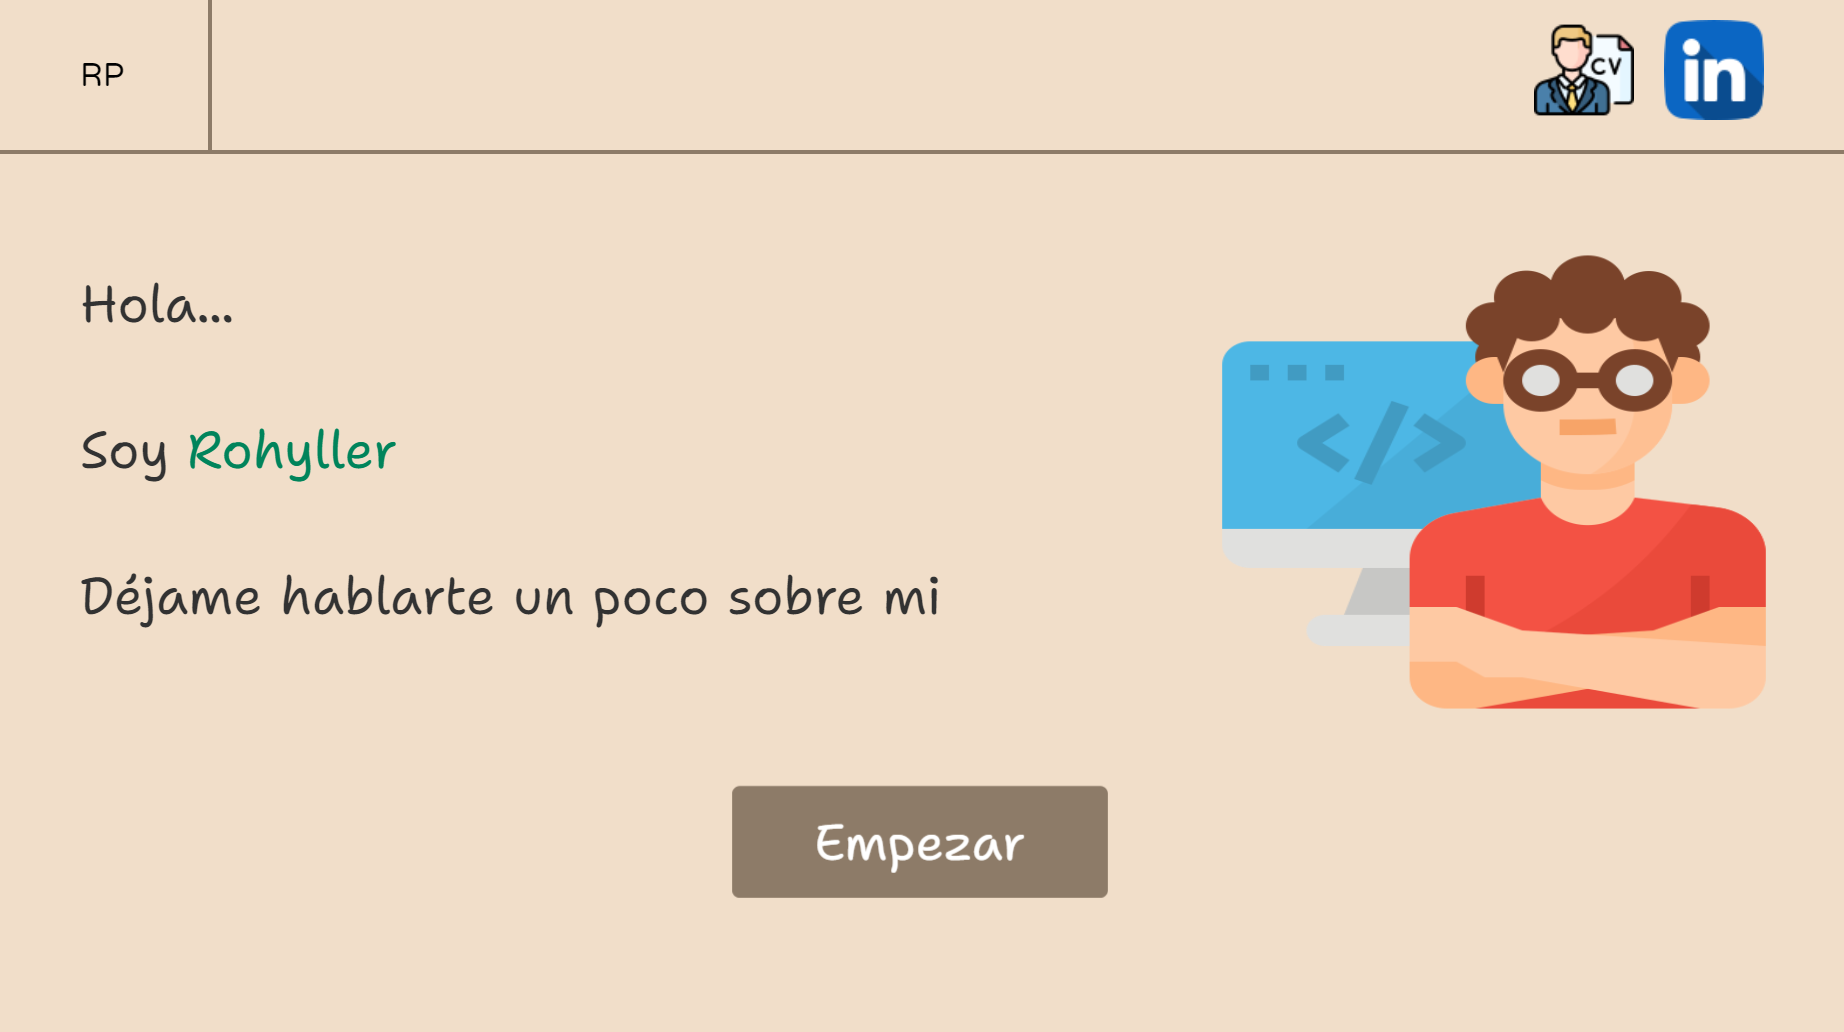 RP
CV
in
Hola...
Soy Rohyller
Déjame hablarte un poco sobre mi
</>
Empezar